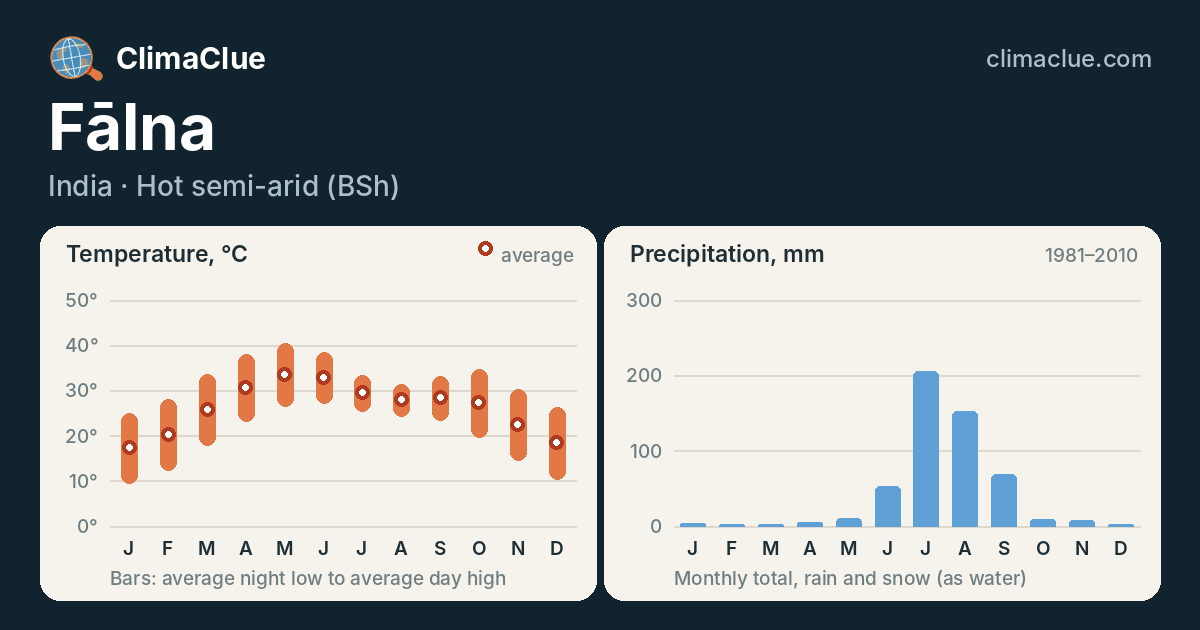 ClimaClue
climaclue.com
Fālna
India · Hot semi-arid (BSh)
Temperature, °C
average
50°
40°
30°
20°
10°
0°
J F M A M J J A S O N D
Bars: average night low to average day high
Precipitation, mm
1981–2010
300
200
100
0
J F M A M J J A S O N D
Monthly total, rain and snow (as water)